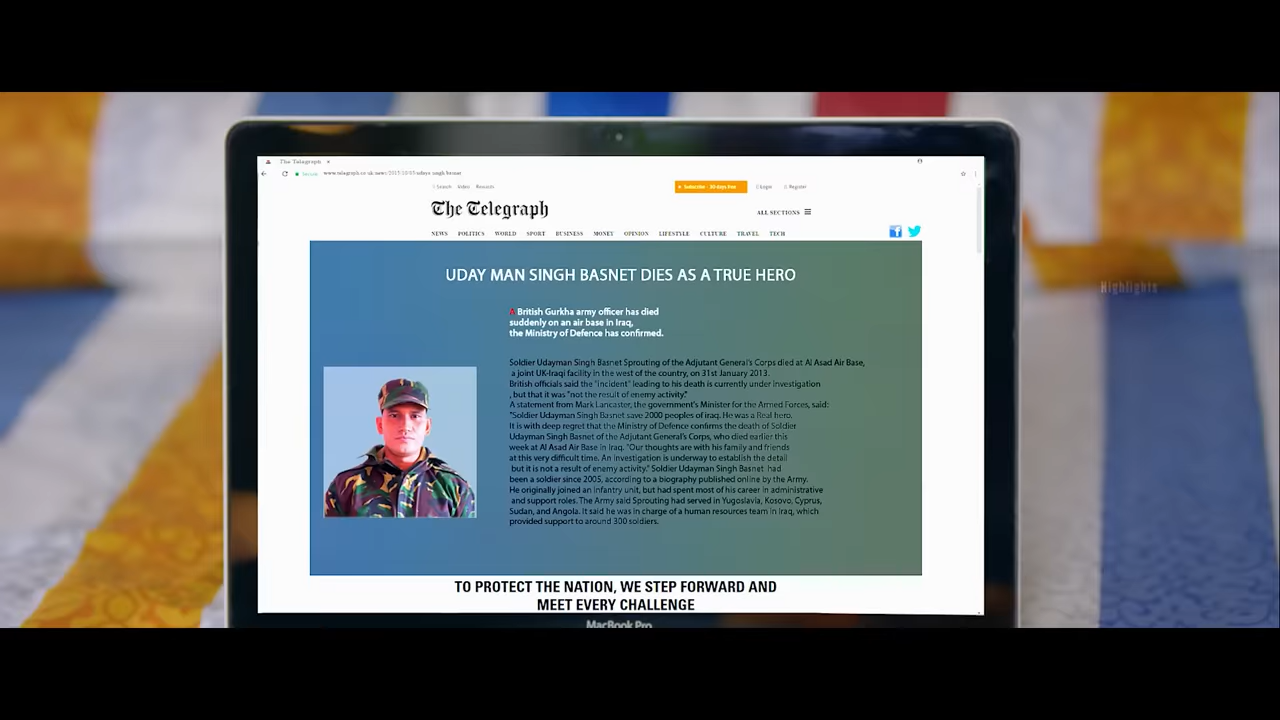 The Telegraph ×
Secure www.telegraph.co.uk
Search Video Rewards
Subscribe - 30 days free
Login
Register
The Telegraph
ALL SECTIONS
NEWS POLITICS WORLD SPORT BUSINESS MONEY OPINION LIFESTYLE CULTURE TRAVEL TECH
UDAY MAN SINGH BASNET DIES AS A TRUE HERO
A British Gurkha army officer has died
suddenly on an air base in Iraq,
the Ministry of Defence has confirmed.
Soldier Udayman Singh Basnet Sprouting of the Adjutant General's Corps died at Al Asad Air Base,
a joint UK-Iraqi facility in the west of the country, on 31st January 2013.
British officials said the "incident" leading to his death is currently under investigation
, but that it was "not the result of enemy activity."
A statement from Mark Lancaster, the government's Minister for the Armed Forces, said:
"Soldier Udayman Singh Basnet save 2000 peoples of iraq. He was a Real hero.
It is with deep regret that the Ministry of Defence confirms the death of Soldier
Udayman Singh Basnet of the Adjutant General's Corps, who died earlier this
week at Al Asad Air Base in Iraq. "Our thoughts are with his family and friends
at this very difficult time. An investigation is underway to establish the detail
but it is not a result of enemy activity." Soldier Udayman Singh Basnet had
been a soldier since 2005, according to a biography published online by the Army.
He originally joined an infantry unit, but had spent most of his career in administrative
and support roles. The Army said Sprouting had served in Yugoslavia, Kosovo, Cyprus,
Sudan, and Angola. It said he was in charge of a human resources team in Iraq, which
provided support to around 300 soldiers.
TO PROTECT THE NATION, WE STEP FORWARD AND
MEET EVERY CHALLENGE
MacBook Pro
Highlights